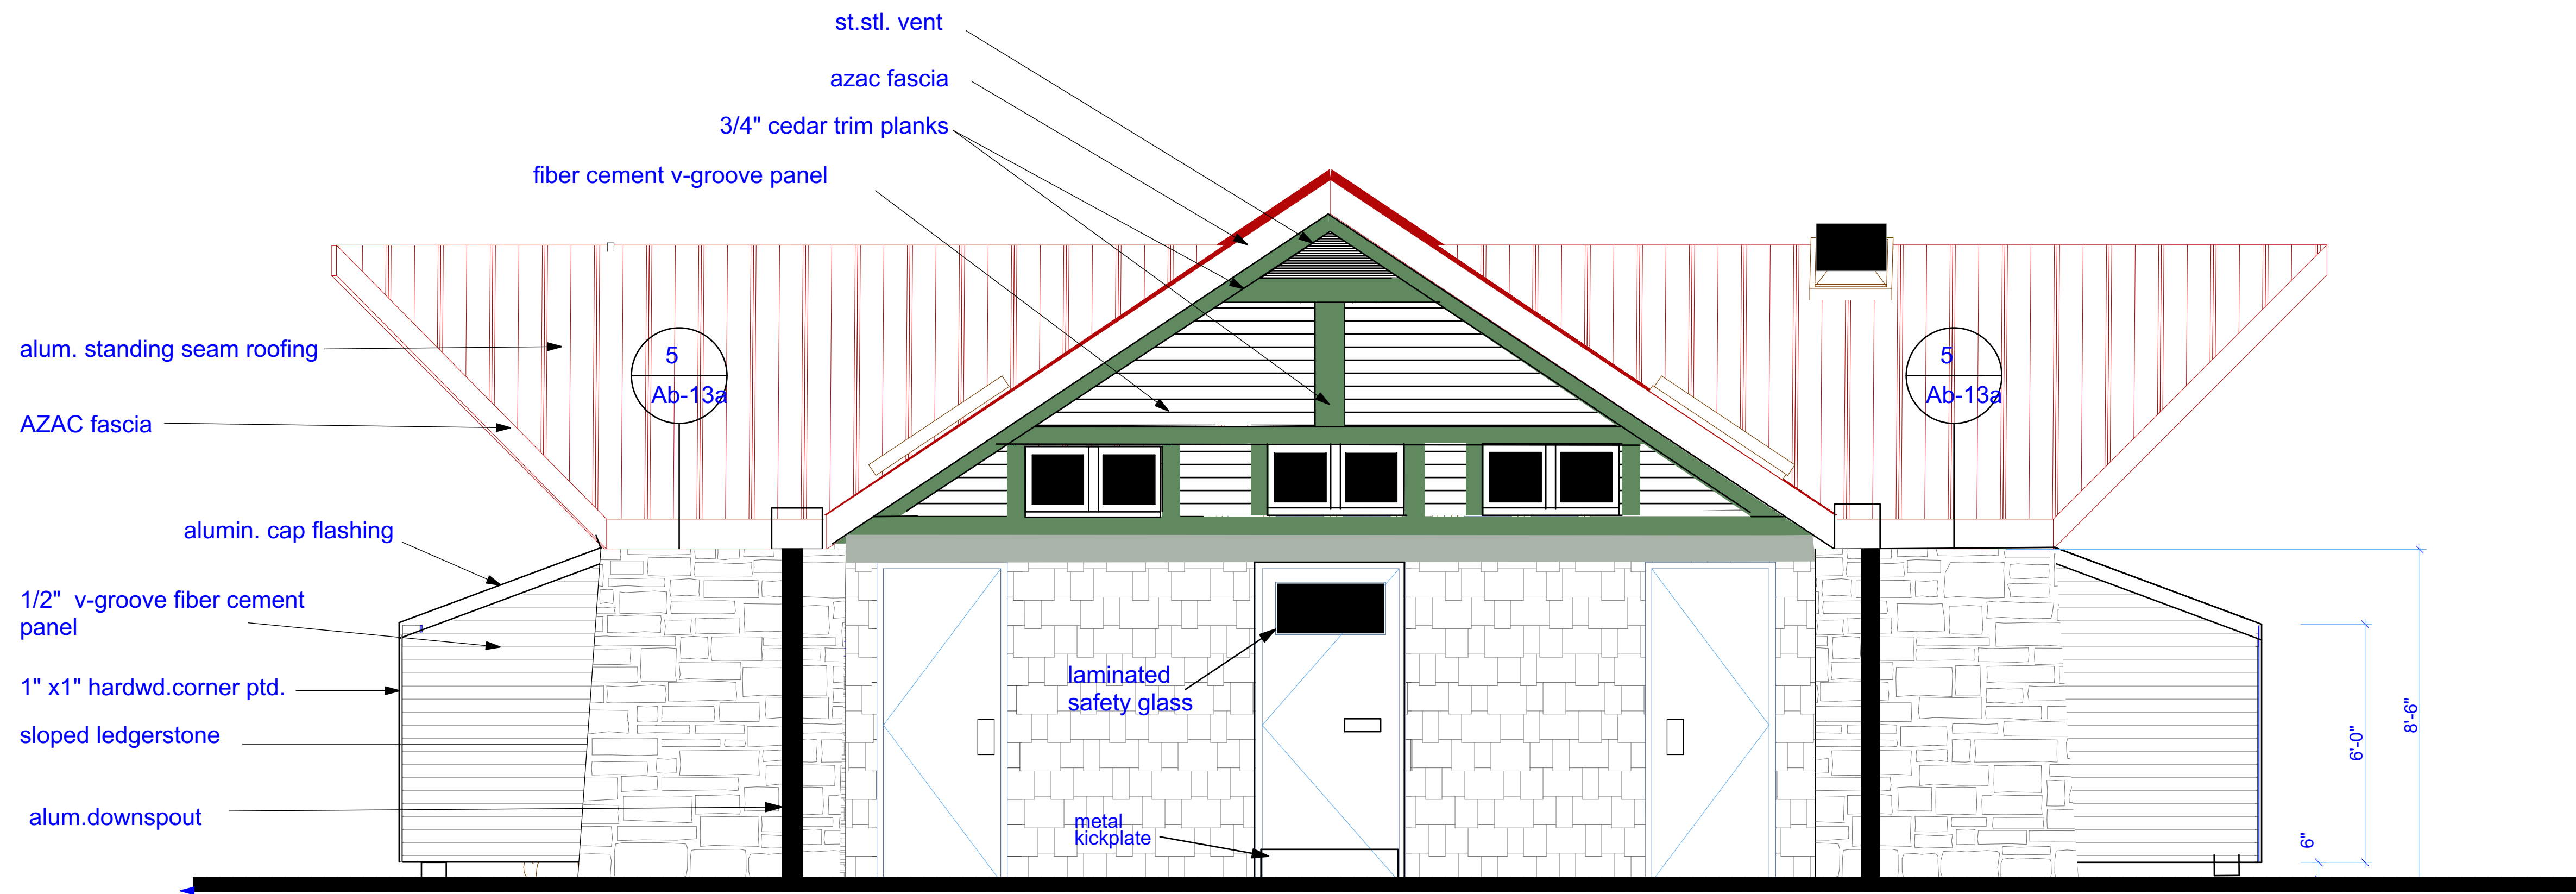 st.stl. vent
azac fascia
3/4" cedar trim planks
fiber cement v-groove panel
alum. standing seam roofing
5
Ab-13a
5
Ab-13a
AZAC fascia
alumin. cap flashing
1/2"  v-groove fiber cement
panel
1" x1" hardwd.corner ptd.
sloped ledgerstone
alum.downspout
laminated
safety glass
metal
kickplate
6"
6'-0"
8'-6"